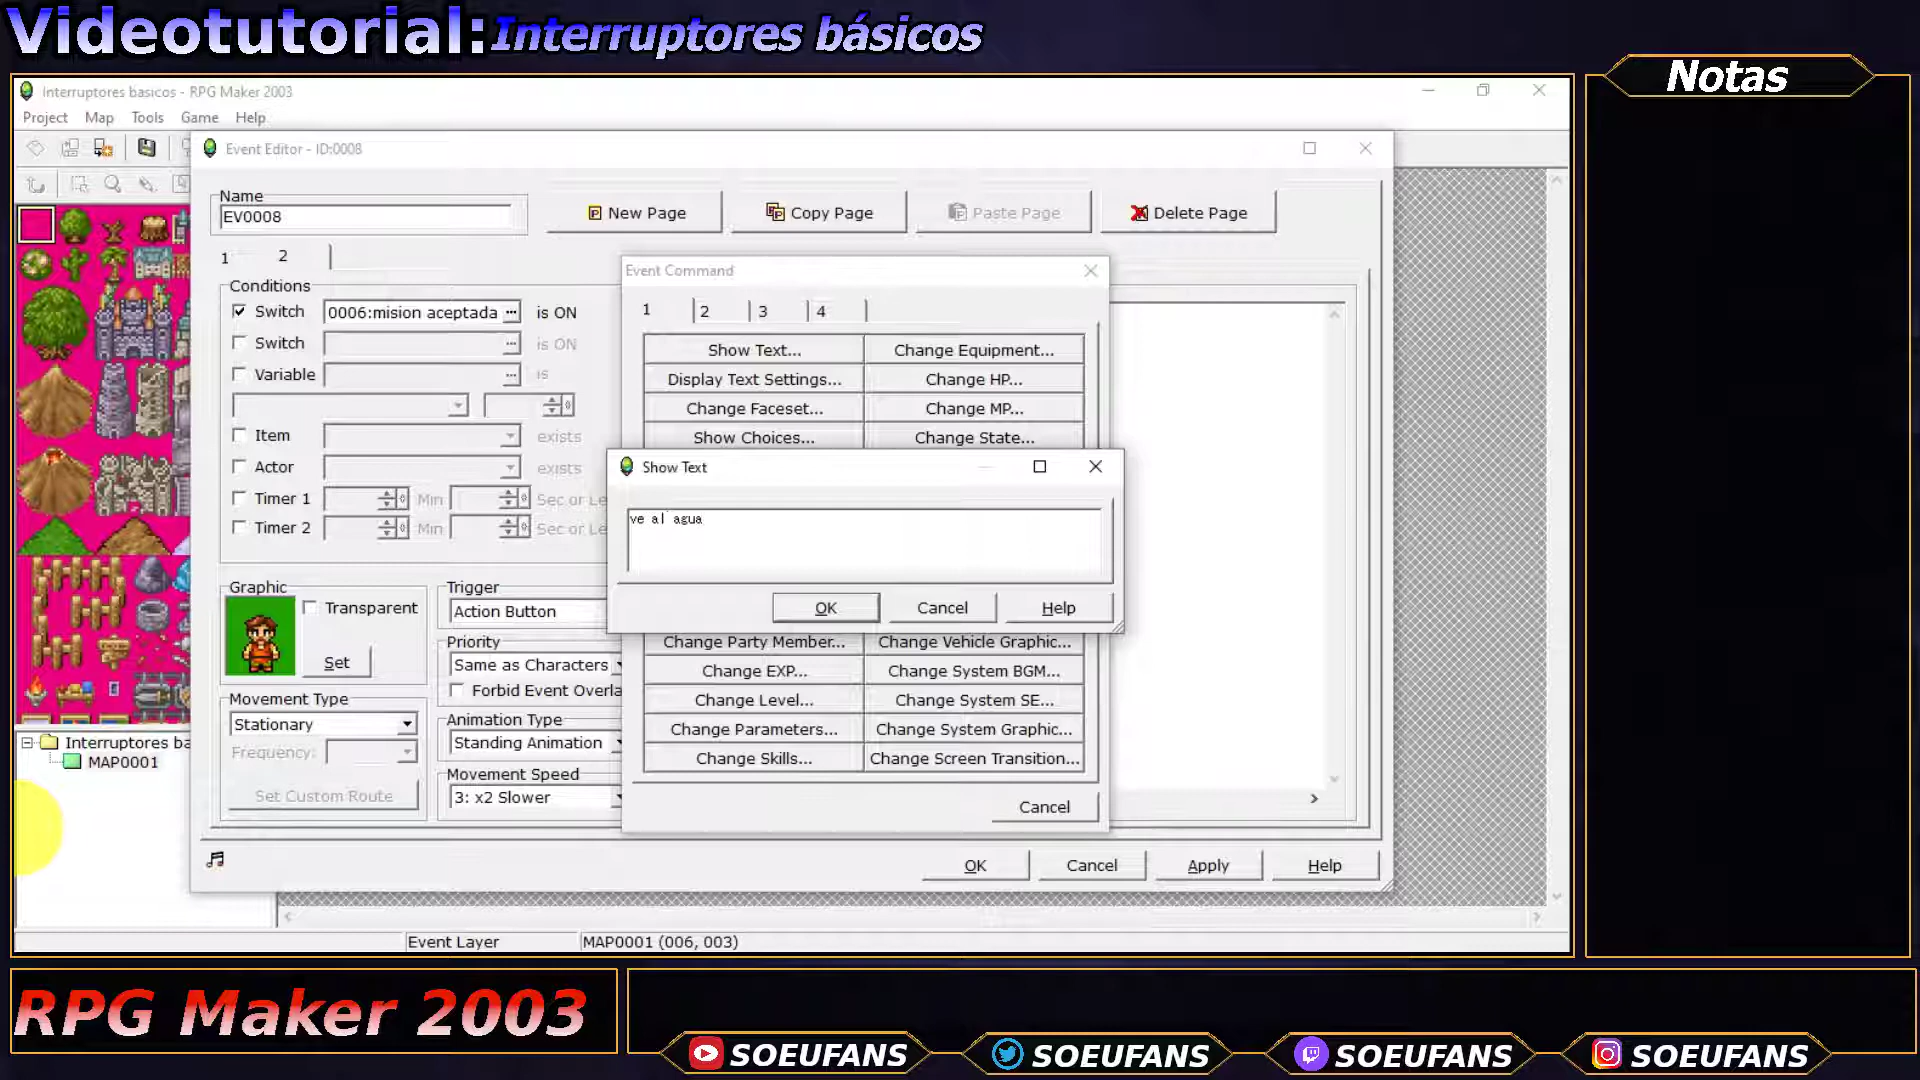 Videotutorial: Interruptores básicos
Notas
Interruptores basicos - RPG Maker 2003
Project Map Tools Game Help
Event Editor - ID:0008
Name
EV0008
New Page
Copy Page
Paste Page
Delete Page
1 2
Conditions
Switch 0006:mision aceptada ... is ON
Switch ... is ON
Variable ... is
Item exists
Actor exists
Timer 1 Min Sec or Le
Timer 2 Min Sec or Le
Graphic
Transparent
Set
Movement Type
Stationary
Frequency:
Set Custom Route
Trigger
Action Button
Priority
Same as Characters
Forbid Event Overla
Animation Type
Standing Animation
Movement Speed
3: x2 Slower
Event Command
1 2 3 4
Show Text... Change Equipment...
Display Text Settings... Change HP...
Change Faceset... Change MP...
Show Choices... Change State...
Show Text
ve al agua
OK Cancel Help
Change Party Member... Change Vehicle Graphic...
Change EXP... Change System BGM...
Change Level... Change System SE...
Change Parameters... Change System Graphic...
Change Skills... Change Screen Transition...
Cancel
OK Cancel Apply Help
Interruptores ba
MAP0001
Event Layer MAP0001 (006, 003)
RPG Maker 2003
SOEUFANS SOEUFANS SOEUFANS SOEUFANS